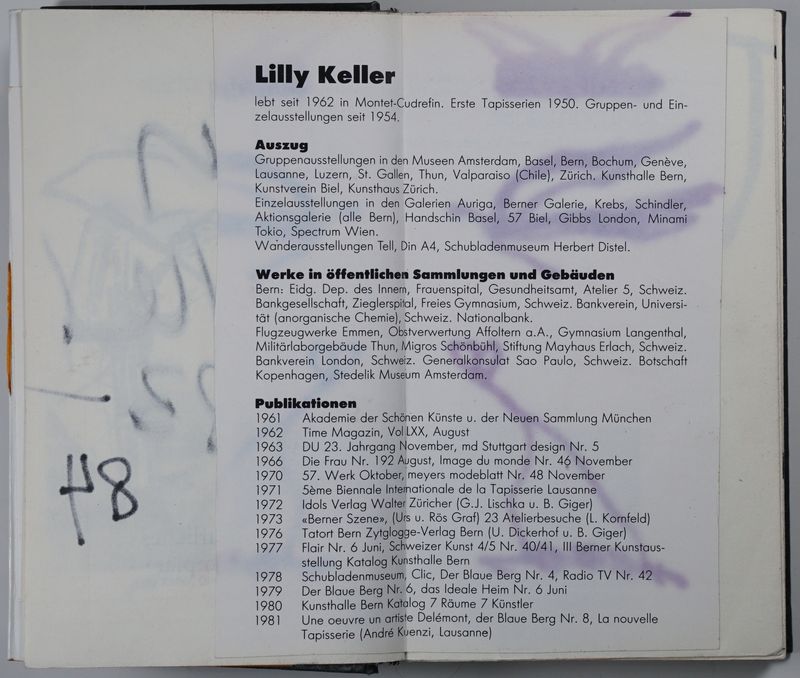 Lilly Keller
lebt seit 1962 in Montet-Cudrefin. Erste Tapisserien 1950. Gruppen- und Ein-
zelausstellungen seit 1954.
Auszug
Gruppenausstellungen in den Museen Amsterdam, Basel, Bern, Bochum, Genève,
Lausanne, Luzern, St. Gallen, Thun, Valparaiso (Chile), Zürich. Kunsthalle Bern,
Kunstverein Biel, Kunsthaus Zürich.
Einzelausstellungen in den Galerien Auriga, Berner Galerie, Krebs, Schindler,
Aktionsgalerie (alle Bern), Handschin Basel, 57 Biel, Gibbs London, Minami
Tokio, Spectrum Wien.
Wanderausstellungen Tell, Din A4, Schubladenmuseum Herbert Distel.
Werke in öffentlichen Sammlungen und Gebäuden
Bern: Eidg. Dep. des Innern, Frauenspital, Gesundheitsamt, Atelier 5, Schweiz.
Bankgesellschaft, Zieglerspital, Freies Gymnasium, Schweiz. Bankverein, Universi-
tät (anorganische Chemie), Schweiz. Nationalbank.
Flugzeugwerke Emmen, Obstverwertung Affoltern a.A., Gymnasium Langenthal,
Militärlaborgebäude Thun, Migros Schönbühl, Stiftung Mayhaus Erlach, Schweiz.
Bankverein London, Schweiz. Generalkonsulat Sao Paulo, Schweiz. Botschaft
Kopenhagen, Stedelik Museum Amsterdam.
Publikationen
1961 Akademie der Schönen Künste u. der Neuen Sammlung München
1962 Time Magazin, Vol LXX, August
1963 DU 23. Jahrgang November, md Stuttgart design Nr. 5
1966 Die Frau Nr. 192 August, Image du monde Nr. 46 November
1970 57. Werk Oktober, meyers modeblatt Nr. 48 November
1971 5ème Biennale Internationale de la Tapisserie Lausanne
1972 Idols Verlag Walter Züricher (G.J. Lischka u. B. Giger)
1973 «Berner Szene», (Urs u. Rös Graf) 23 Atelierbesuche (L. Kornfeld)
1976 Tatort Bern Zytglogge-Verlag Bern (U. Dickerhof u. B. Giger)
1977 Flair Nr. 6 Juni, Schweizer Kunst 4/5 Nr. 40/41, III Berner Kunstaus-
stellung Katalog Kunsthalle Bern
1978 Schubladenmuseum, Clic, Der Blaue Berg Nr. 4, Radio TV Nr. 42
1979 Der Blaue Berg Nr. 6, das Ideale Heim Nr. 6 Juni
1980 Kunsthalle Bern Katalog 7 Räume 7 Künstler
1981 Une oeuvre un artiste Delémont, der Blaue Berg Nr. 8, La nouvelle
Tapisserie (André Kuenzi, Lausanne)